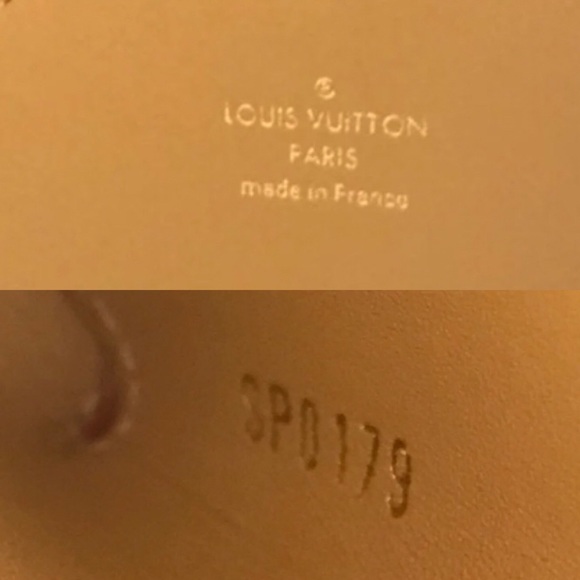 ®
LOUIS VUITTON
PARIS
made in France
SP0179